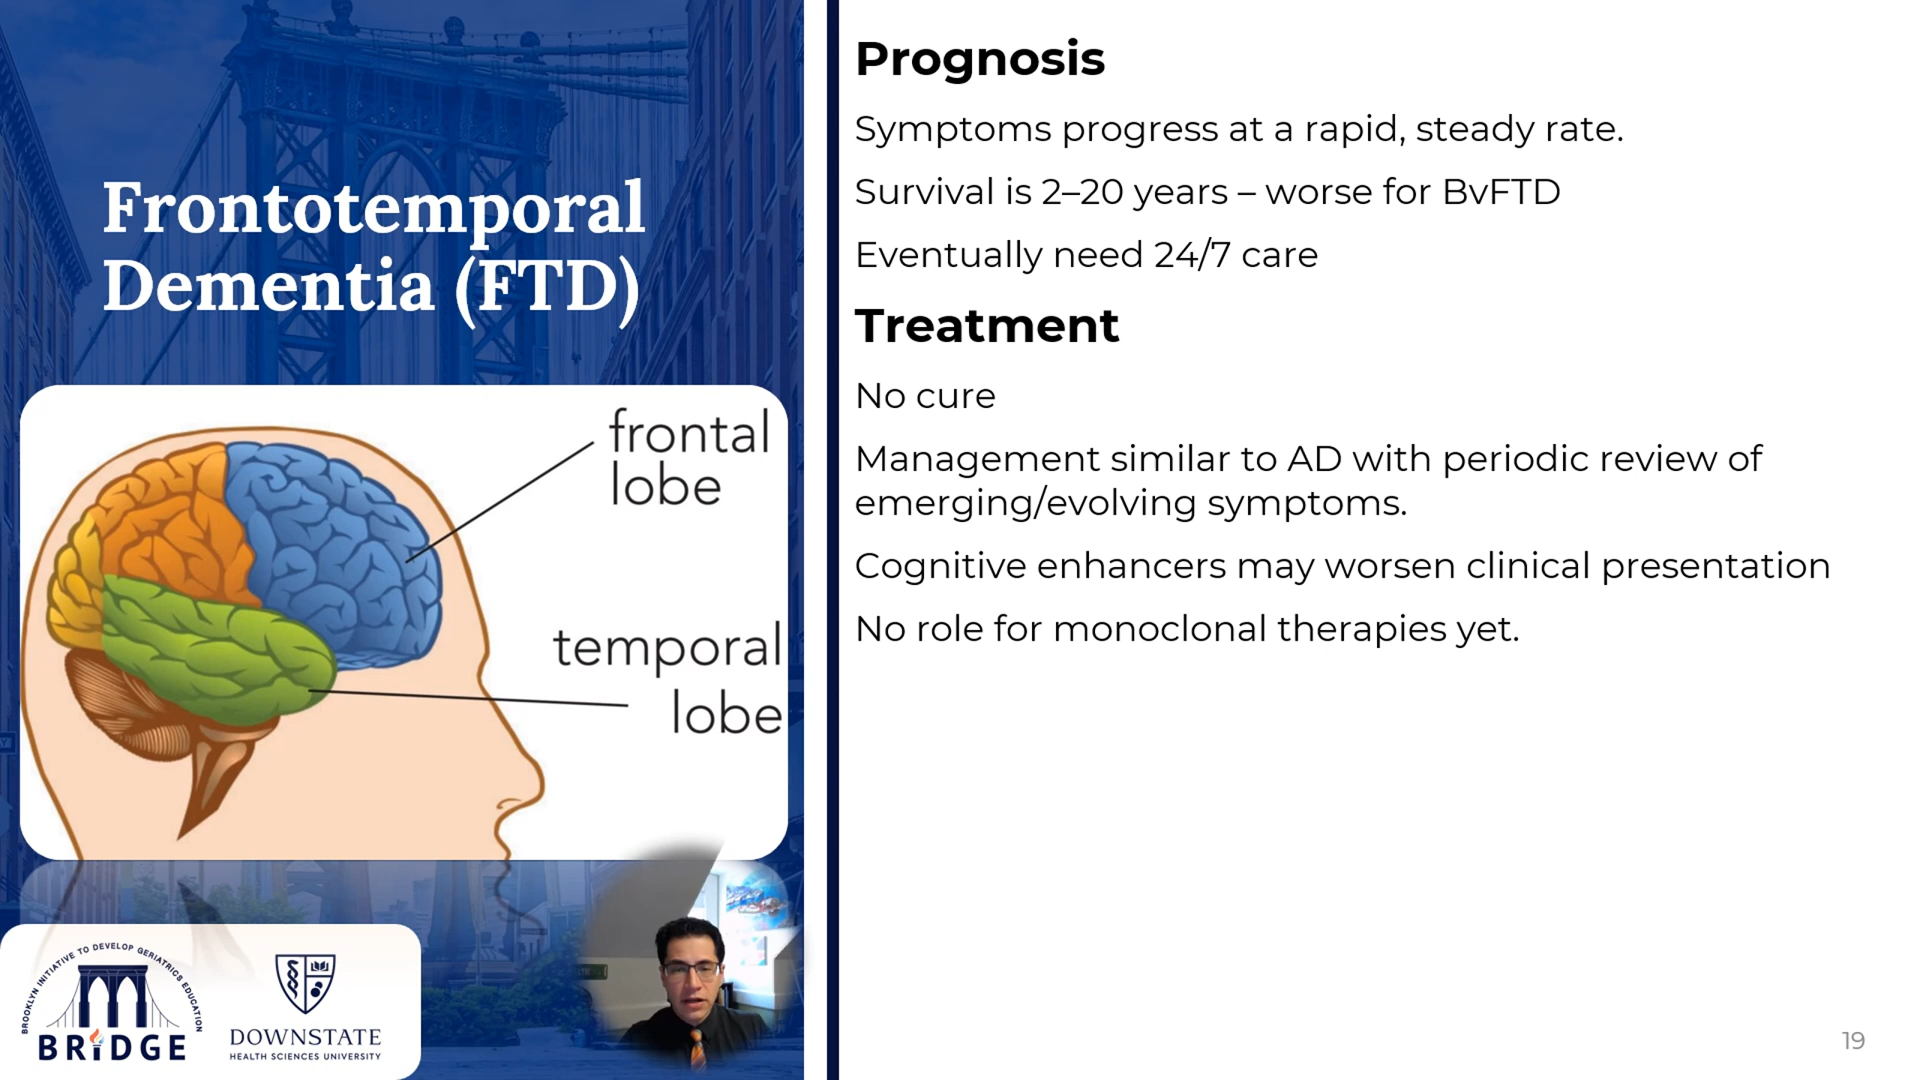 Frontotemporal
Dementia (FTD)
frontal
lobe
temporal
lobe
BROOKLYN INITIATIVE TO DEVELOP GERIATRICS EDUCATION
BRiDGE
DOWNSTATE
HEALTH SCIENCES UNIVERSITY
Prognosis
Symptoms progress at a rapid, steady rate.
Survival is 2–20 years – worse for BvFTD
Eventually need 24/7 care
Treatment
No cure
Management similar to AD with periodic review of
emerging/evolving symptoms.
Cognitive enhancers may worsen clinical presentation
No role for monoclonal therapies yet.
19